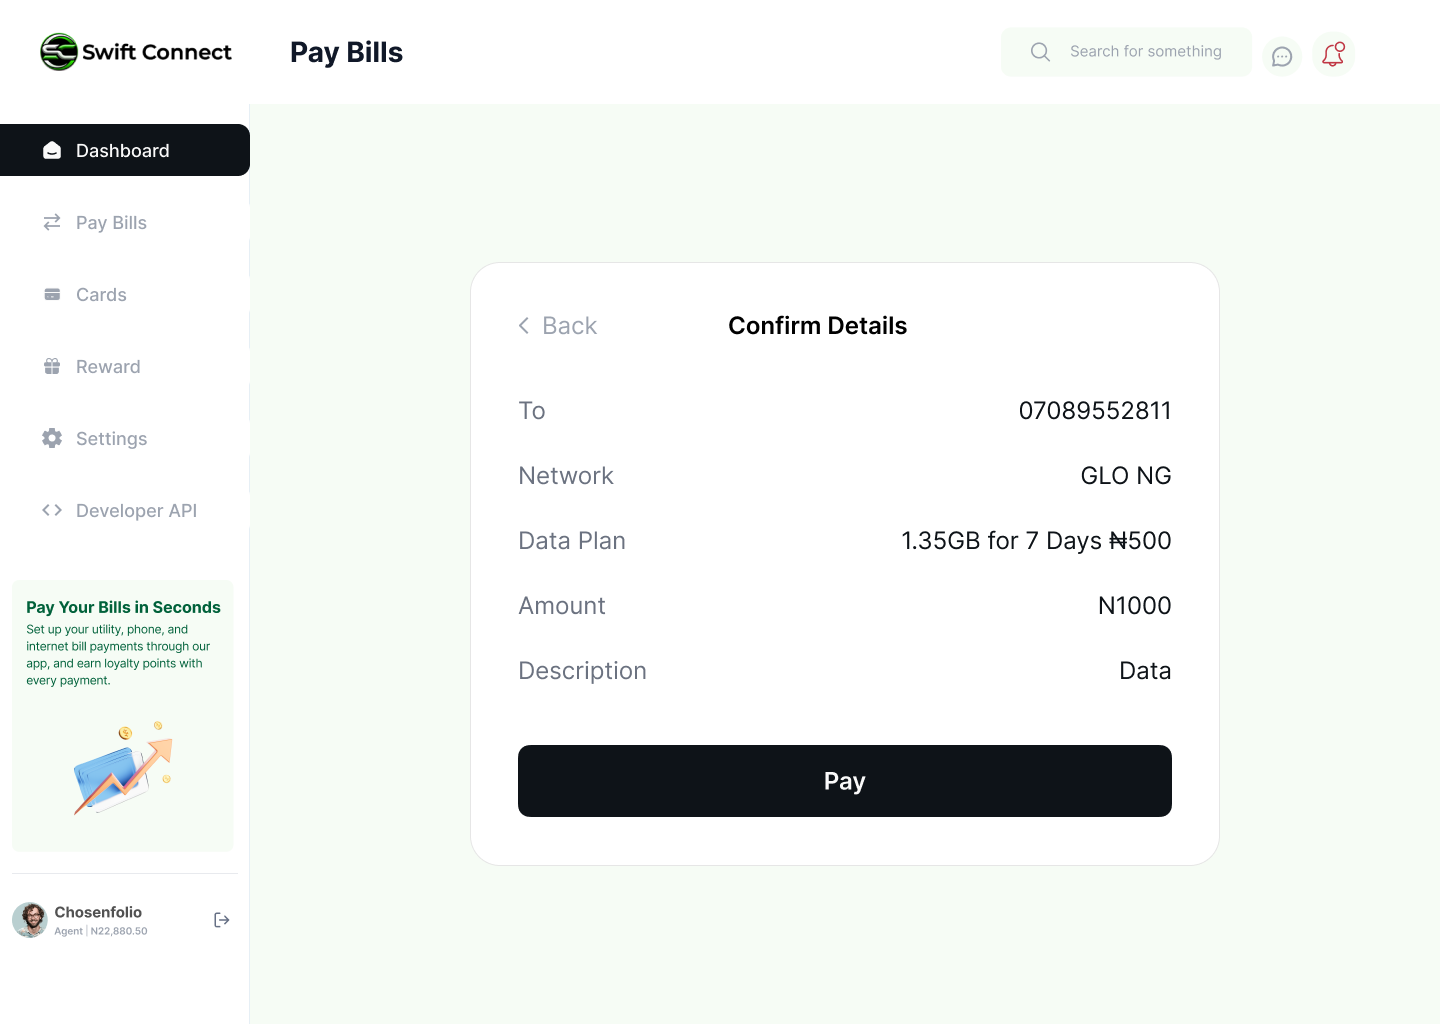 Swift Connect
Pay Bills
Search for something
Dashboard
Pay Bills
Cards
Reward
Settings
Developer API
Pay Your Bills in Seconds
Set up your utility, phone, and
internet bill payments through our
app, and earn loyalty points with
every payment.
Chosenfolio
Agent | N22,880.50
Back
Confirm Details
To 07089552811
Network GLO NG
Data Plan 1.35GB for 7 Days ₦500
Amount N1000
Description Data
Pay